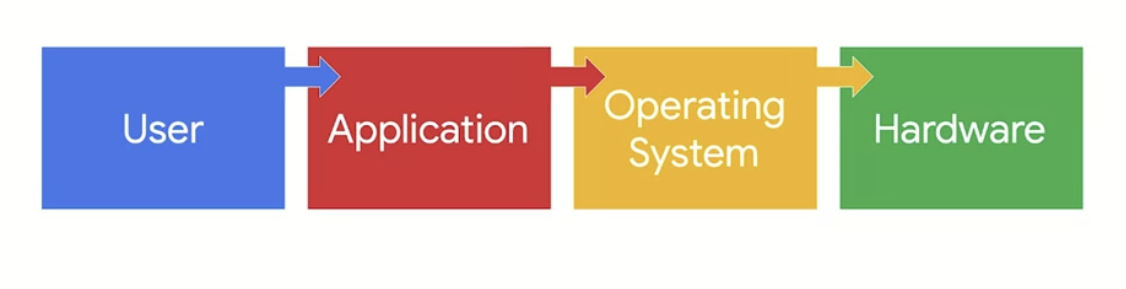 User
Application
Operating
System
Hardware